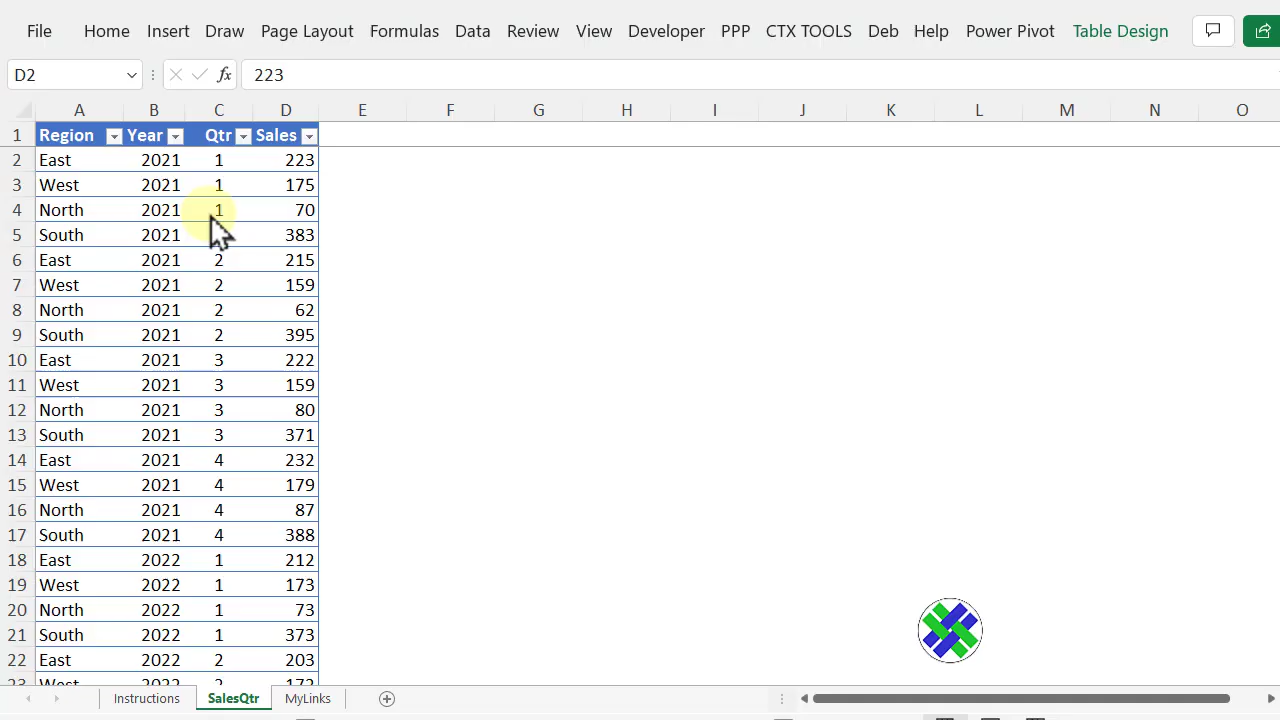 File Home Insert Draw Page Layout Formulas Data Review View Developer PPP CTX TOOLS Deb Help Power Pivot Table Design
D2 fx 223
A B C D E F G H I J K L M N O
1 Region Year Qtr Sales
2 East 2021 1 223
3 West 2021 1 175
4 North 2021 1 70
5 South 2021 383
6 East 2021 2 215
7 West 2021 2 159
8 North 2021 2 62
9 South 2021 2 395
10 East 2021 3 222
11 West 2021 3 159
12 North 2021 3 80
13 South 2021 3 371
14 East 2021 4 232
15 West 2021 4 179
16 North 2021 4 87
17 South 2021 4 388
18 East 2022 1 212
19 West 2022 1 173
20 North 2022 1 73
21 South 2022 1 373
22 East 2022 2 203
23 West 2022 2 172
Instructions SalesQtr MyLinks